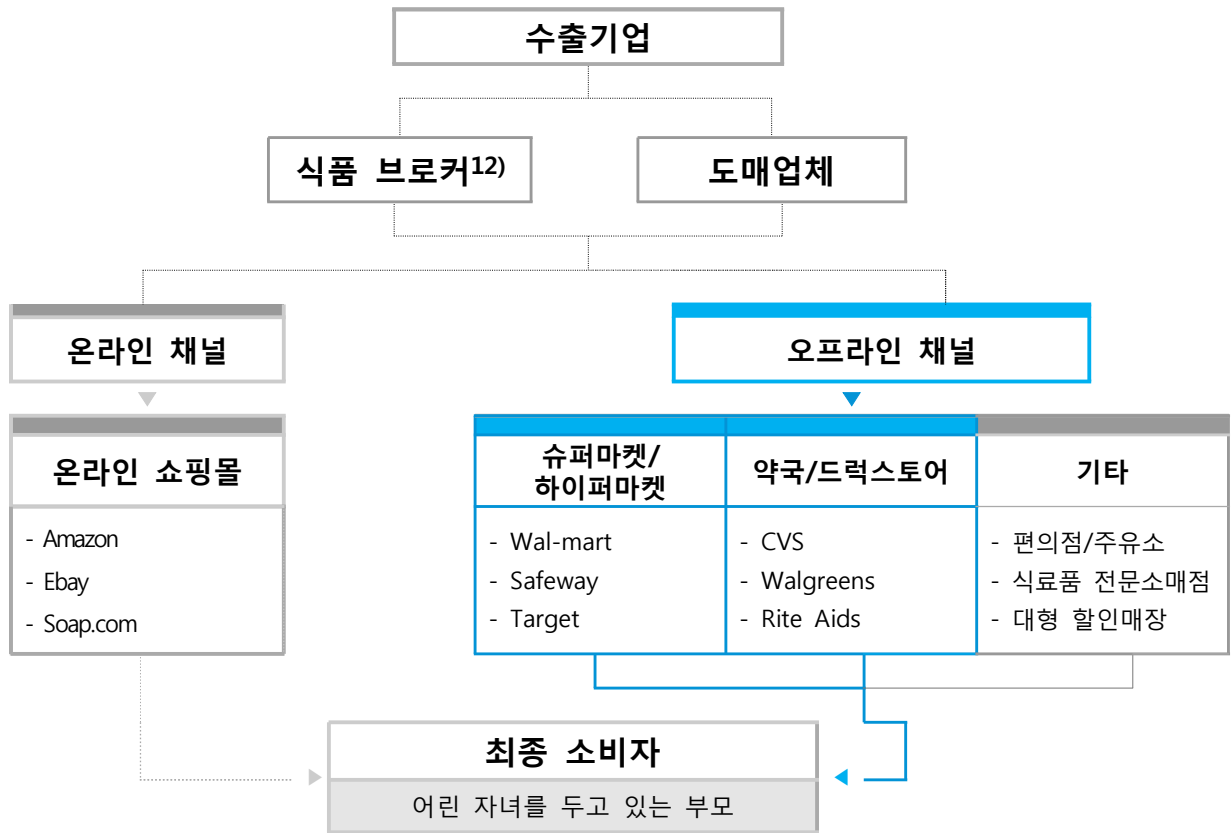 수출기업
식품 브로커12)
도매업체
온라인 채널
오프라인 채널
온라인 쇼핑몰
- Amazon
- Ebay
- Soap.com
슈퍼마켓/
하이퍼마켓
- Wal-mart
- Safeway
- Target
약국/드럭스토어
- CVS
- Walgreens
- Rite Aids
기타
- 편의점/주유소
- 식료품 전문소매점
- 대형 할인매장
최종 소비자
어린 자녀를 두고 있는 부모